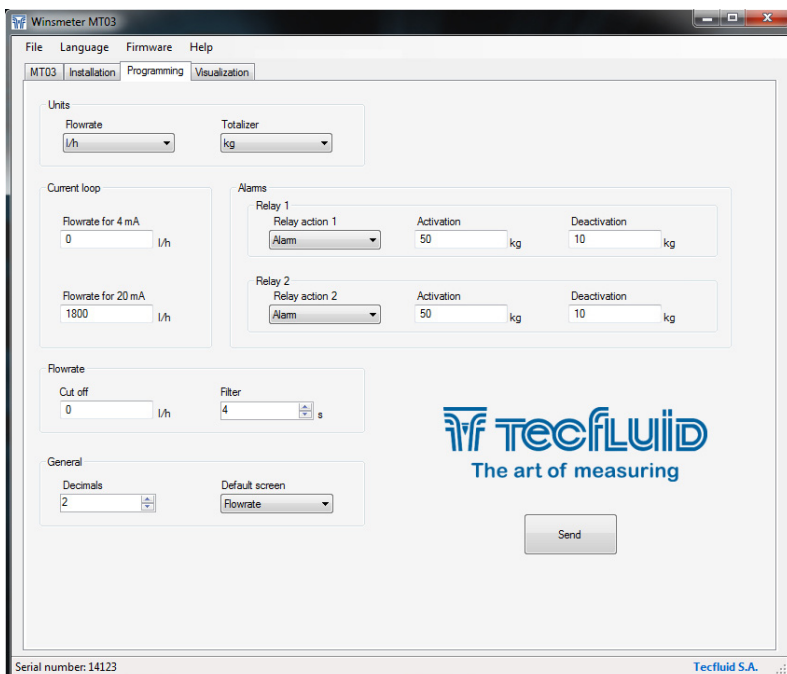 Winsmeter MT03
File Language Firmware Help
MT03 Installation Programming Visualization
Units
Flowrate Totalizer
l/h kg
Current loop
Flowrate for 4 mA
0 l/h
Flowrate for 20 mA
1800 l/h
Alarms
Relay 1
Relay action 1 Activation Deactivation
Alarm 50 kg 10 kg
Relay 2
Relay action 2 Activation Deactivation
Alarm 50 kg 10 kg
Flowrate
Cut off Filter
0 l/h 4 s
General
Decimals Default screen
2 Flowrate
TECFLUID
The art of measuring
Send
Serial number: 14123 Tecfluid S.A.